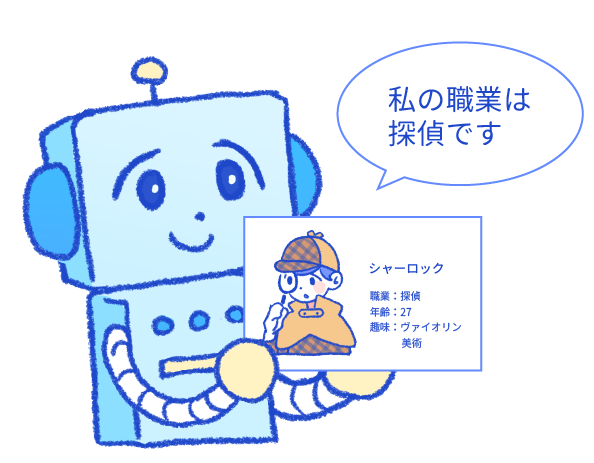 私の職業は
探偵です
シャーロック
職業：探偵
年齢：27
趣味：ヴァイオリン
美術